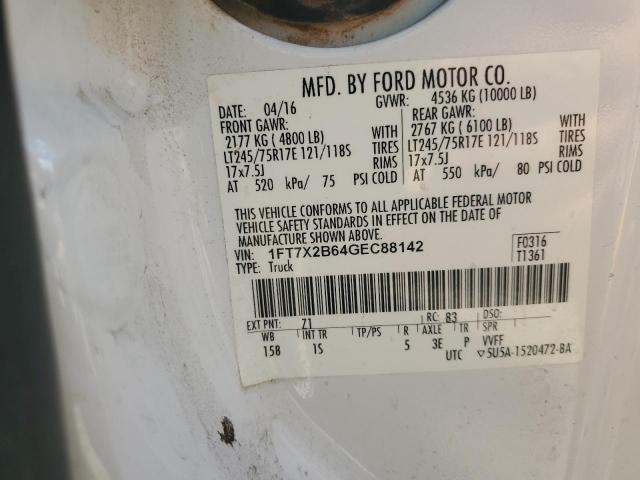 MFD. BY FORD MOTOR CO.
DATE: 04/16 GVWR: 4536 KG (10000 LB)
FRONT GAWR: REAR GAWR:
2177 KG ( 4800 LB) WITH 2767 KG ( 6100 LB) WITH
LT245/75R17E 121/118S TIRES LT245/75R17E 121/118S TIRES
17x7.5J RIMS 17x7.5J RIMS
AT 520 kPa/ 75 PSI COLD AT 550 kPa/ 80 PSI COLD
THIS VEHICLE CONFORMS TO ALL APPLICABLE FEDERAL MOTOR
VEHICLE SAFETY STANDARDS IN EFFECT ON THE DATE OF
MANUFACTURE SHOWN ABOVE.
VIN: 1FT7X2B64GEC88142 F0316
TYPE: Truck T1361
EXT PNT: Z1 RC: 83 DSO:
WB INT TR TP/PS R AXLE TR SPR
158 1S 5 3E P VVFF
UTC ▽5U5A-1520472-BA